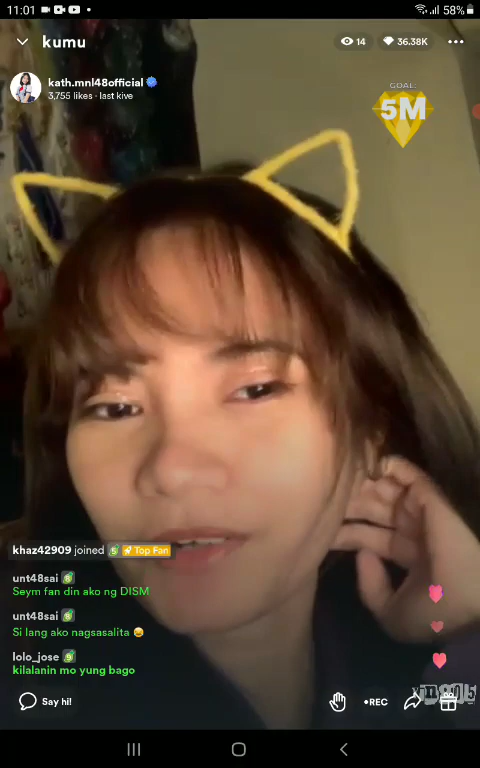 11:01
58%
kumu
14
36.38K
kath.mnl48official
3,755 likes · last kive
GOAL:
5M
khaz42909 joined Top Fan
unt48sai
Seym fan din ako ng DISM
unt48sai
Si lang ako nagsasalita 😄
lolo_jose
kilalanin mo yung bago
Say hi!
•REC